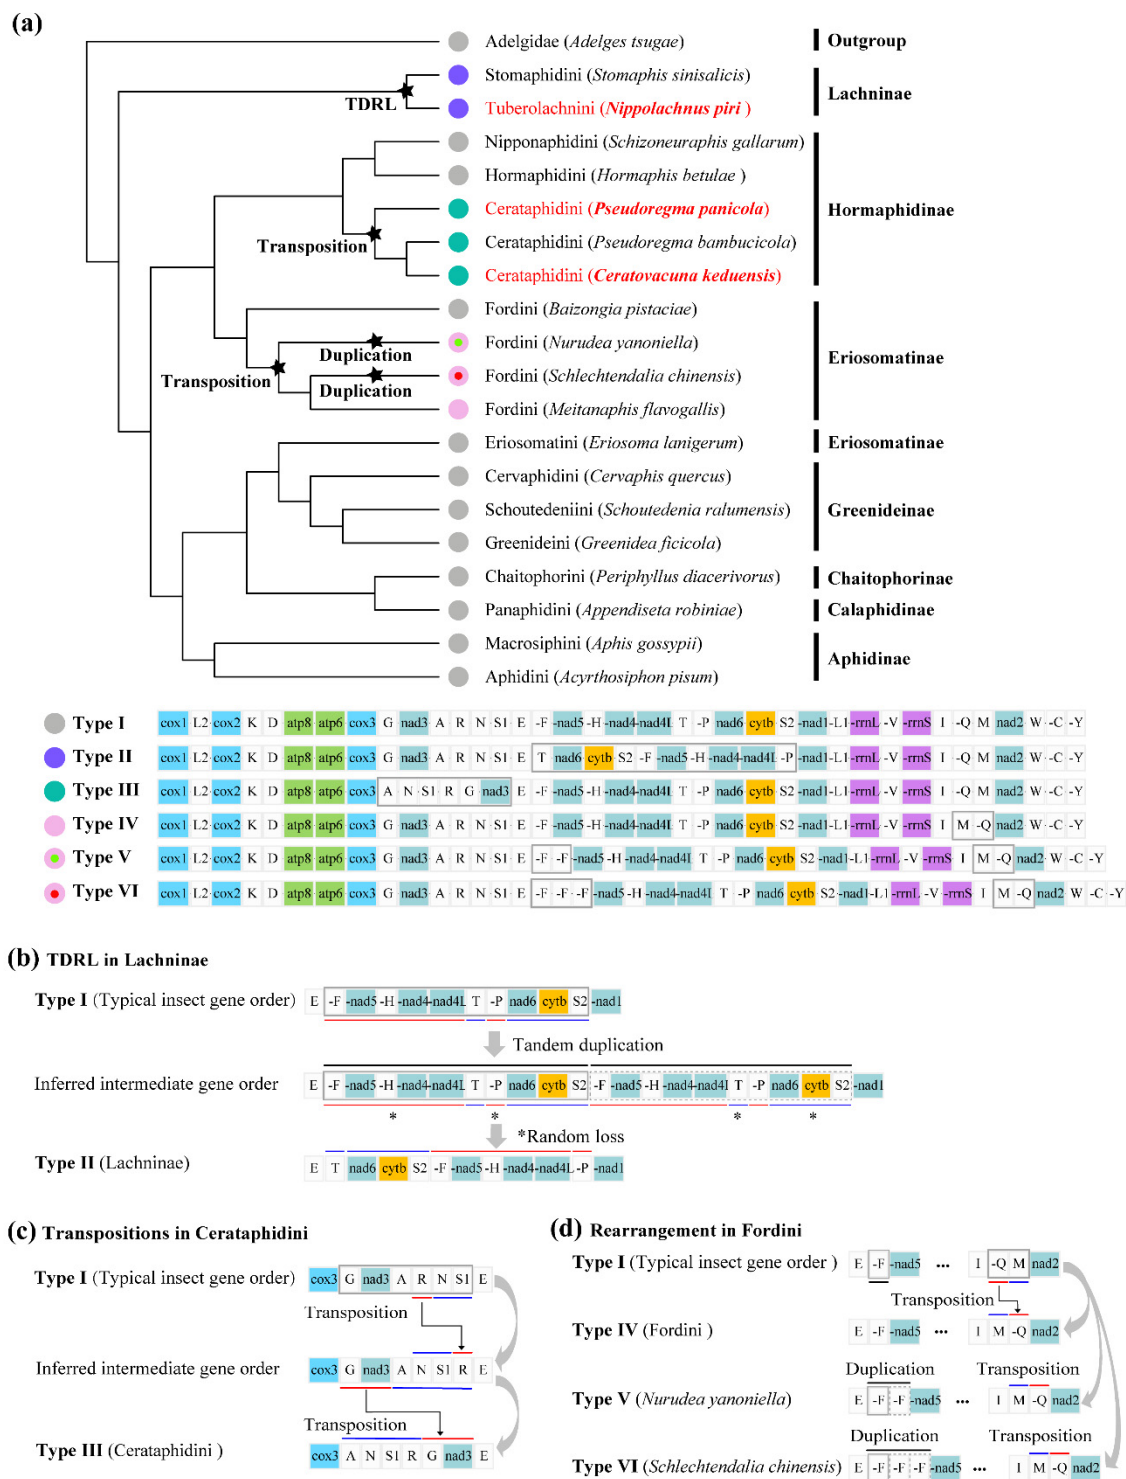 (a)
Adelgidae (Adelges tsugae)
Outgroup
Stomaphidini (Stomaphis sinisalicis)
TDRL
Lachninae
Tuberolachnini (Nippolachnus piri )
Nipponaphidini (Schizoneuraphis gallarum)
Hormaphidini (Hormaphis betulae )
Cerataphidini (Pseudoregma panicola)
Hormaphidinae
Transposition
Cerataphidini (Pseudoregma bambucicola)
Cerataphidini (Ceratovacuna keduensis)
Fordini (Baizongia pistaciae)
Fordini (Nurudea yanoniella)
Duplication
Eriosomatinae
Transposition
Fordini (Schlechtendalia chinensis)
Duplication
Fordini (Meitanaphis flavogallis)
Eriosomatini (Eriosoma lanigerum)
Eriosomatinae
Cervaphidini (Cervaphis quercus)
Schoutedeniini (Schoutedenia ralumensis)
Greenideinae
Greenideini (Greenidea ficicola)
Chaitophorini (Periphyllus diacerivorus)
Chaitophorinae
Panaphidini (Appendiseta robiniae)
Calaphidinae
Macrosiphini (Aphis gossypii)
Aphidinae
Aphidini (Acyrthosiphon pisum)
Type I cox1 L2 cox2 K D atp8 atp6 cox3 G nad3 A R N S1 E -F -nad5 -H -nad4 -nad4L T -P nad6 cytb S2 -nad1 -L1 -rrnL -V -rrnS I -Q M nad2 W -C -Y
Type II cox1 L2 cox2 K D atp8 atp6 cox3 G nad3 A R N S1 E T nad6 cytb S2 -F -nad5 -H -nad4 -nad4L -P -nad1 -L1 -rrnL -V -rrnS I -Q M nad2 W -C -Y
Type III cox1 L2 cox2 K D atp8 atp6 cox3 A N S1 R G nad3 E -F -nad5 -H -nad4 -nad4L T -P nad6 cytb S2 -nad1 -L1 -rrnL -V -rrnS I -Q M nad2 W -C -Y
Type IV cox1 L2 cox2 K D atp8 atp6 cox3 G nad3 A R N S1 E -F -nad5 -H -nad4 -nad4L T -P nad6 cytb S2 -nad1 -L1 -rrnL -V -rrnS I M -Q nad2 W -C -Y
Type V cox1 L2 cox2 K D atp8 atp6 cox3 G nad3 A R N S1 E -F -F -nad5 -H -nad4 -nad4L T -P nad6 cytb S2 -nad1 -L1 -rrnL -V -rrnS I M -Q nad2 W -C -Y
Type VI cox1 L2 cox2 K D atp8 atp6 cox3 G nad3 A R N S1 E -F -F -F -nad5 -H -nad4 -nad4L T -P nad6 cytb S2 -nad1 -L1 -rrnL -V -rrnS I M -Q nad2 W -C -Y
(b) TDRL in Lachninae
Type I (Typical insect gene order) E -F -nad5 -H -nad4 -nad4L T -P nad6 cytb S2 -nad1
Tandem duplication
Inferred intermediate gene order E -F -nad5 -H -nad4 -nad4L T -P nad6 cytb S2 -F -nad5 -H -nad4 -nad4L T -P nad6 cytb S2 -nad1
* * * *
*Random loss
Type II (Lachninae) E T nad6 cytb S2 -F -nad5 -H -nad4 -nad4L -P -nad1
(c) Transpositions in Cerataphidini
Type I (Typical insect gene order) cox3 G nad3 A R N S1 E
Transposition
Inferred intermediate gene order cox3 G nad3 A N S1 R E
Transposition
Type III (Cerataphidini ) cox3 A N S1 R G nad3 E
(d) Rearrangement in Fordini
Type I (Typical insect gene order ) E -F -nad5 ... I -Q M nad2
Transposition
Type IV (Fordini ) E -F -nad5 ... I M -Q nad2
Duplication Transposition
Type V (Nurudea yanoniella) E -F -F -nad5 ... I M -Q nad2
Duplication Transposition
Type VI (Schlechtendalia chinensis) E -F -F -F -nad5 ... I M -Q nad2